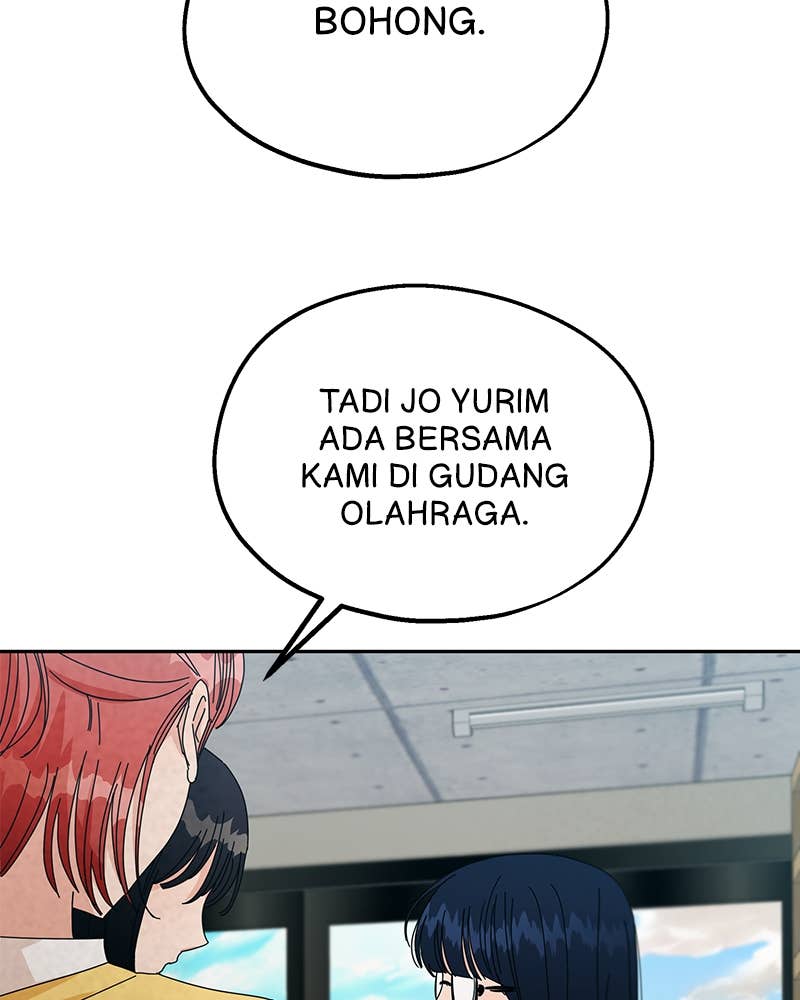 BOHONG.
TADI JO YURIM
ADA BERSAMA
KAMI DI GUDANG
OLAHRAGA.